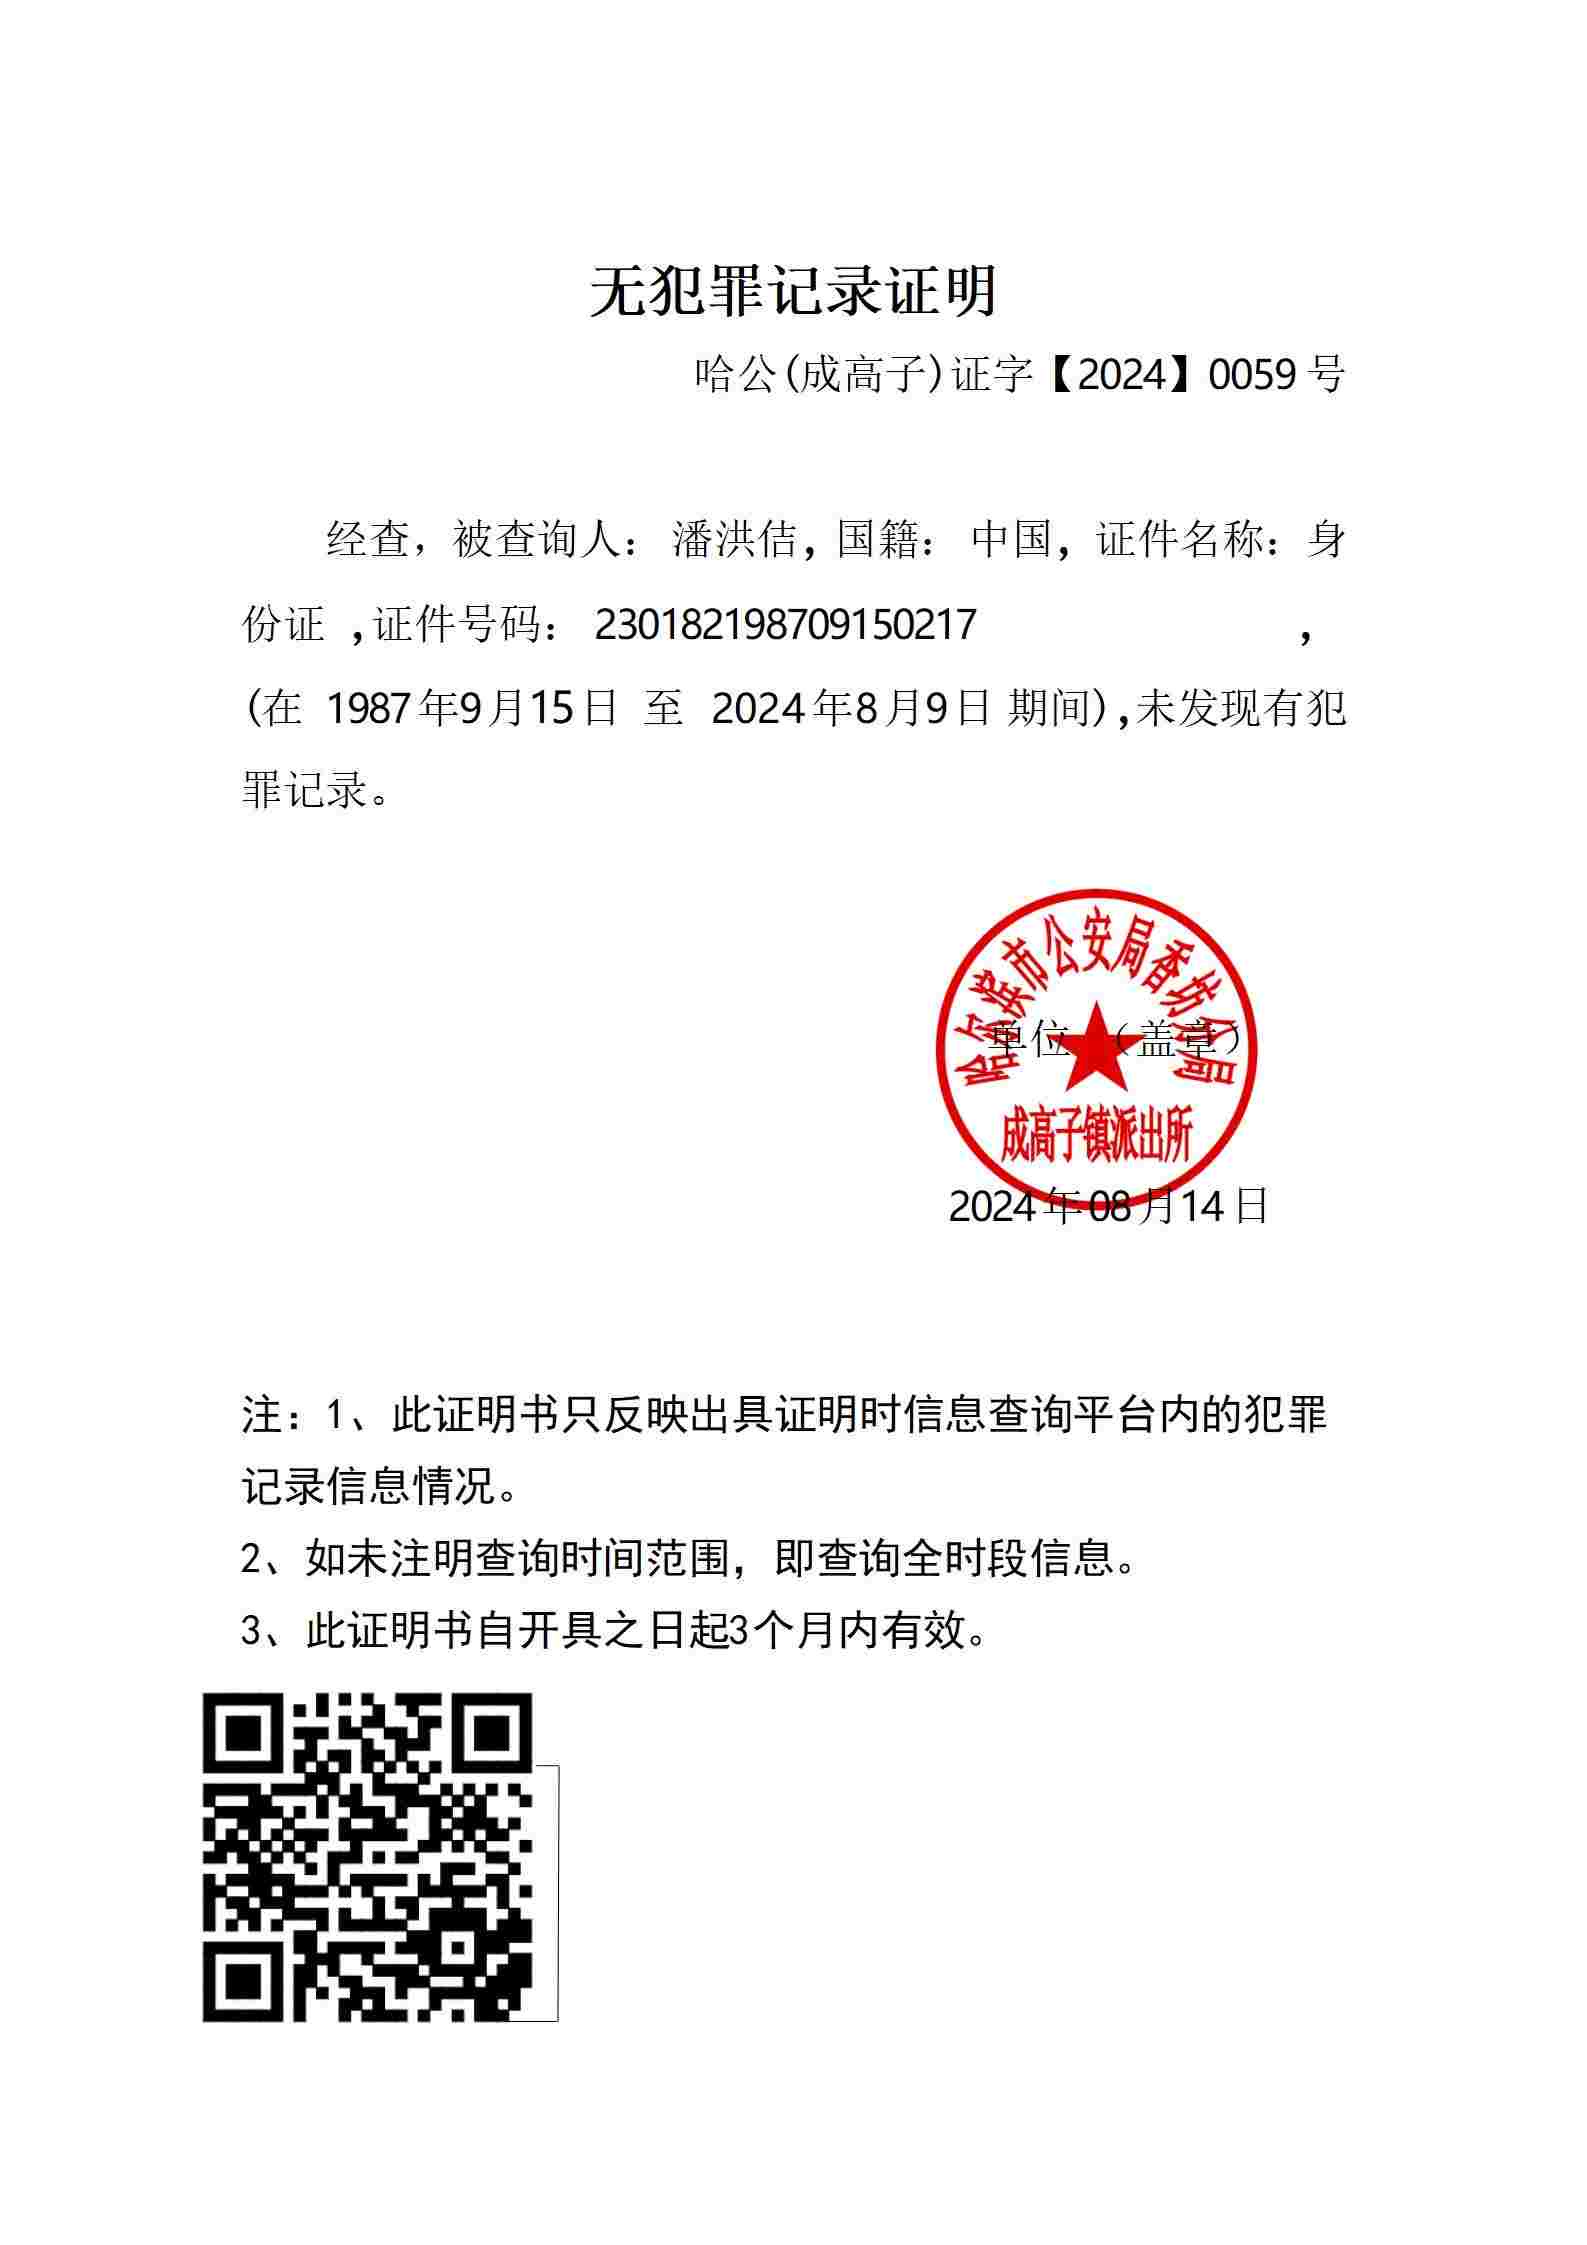 无犯罪记录证明
哈公(成高子)证字【2024】0059号
经查，被查询人： 潘洪佶, 国籍： 中国, 证件名称：身
份证 ,证件号码： 230182198709150217 ,
(在 1987年9月15日 至 2024年8月9日 期间),未发现有犯
罪记录。
哈尔滨市公安局香坊分局
单位 （盖章）
成高子镇派出所
2024年08月14日
注：1、此证明书只反映出具证明时信息查询平台内的犯罪
记录信息情况。
2、如未注明查询时间范围，即查询全时段信息。
3、此证明书自开具之日起3个月内有效。